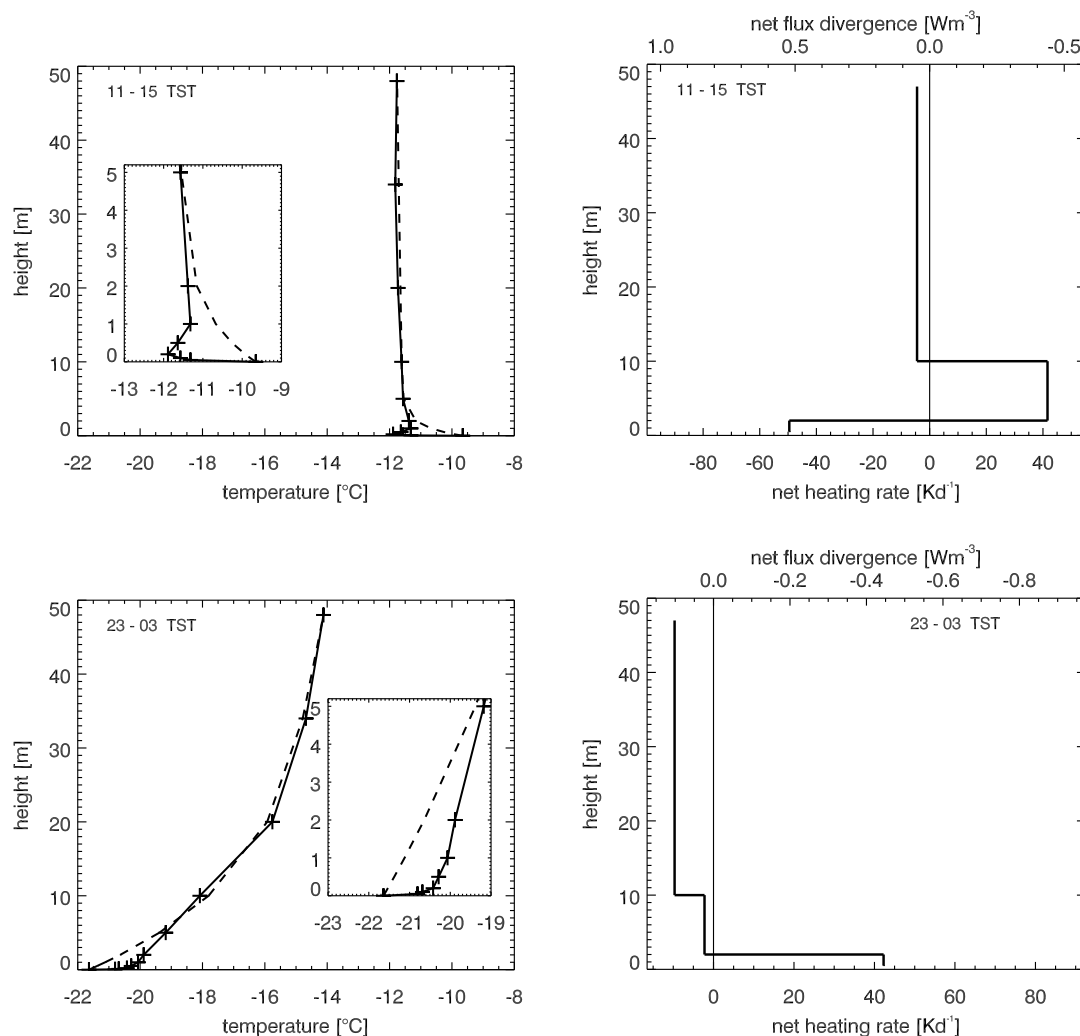 net flux divergence [Wm-3]
1.0 0.5 0.0 -0.5
50
11 - 15 TST
40
30
20
10
0
height [m]
5
4
3
2
1
0
-13 -12 -11 -10 -9
-22 -20 -18 -16 -14 -12 -10 -8
temperature [°C]
50
11 - 15 TST
40
30
20
10
0
height [m]
-80 -60 -40 -20 0 20 40
net heating rate [Kd-1]
50
23 - 03 TST
40
30
20
10
0
height [m]
5
4
3
2
1
0
-23 -22 -21 -20 -19
-22 -20 -18 -16 -14 -12 -10 -8
temperature [°C]
net flux divergence [Wm-3]
0.0 -0.2 -0.4 -0.6 -0.8
50
23 - 03 TST
40
30
20
10
0
height [m]
0 20 40 60 80
net heating rate [Kd-1]